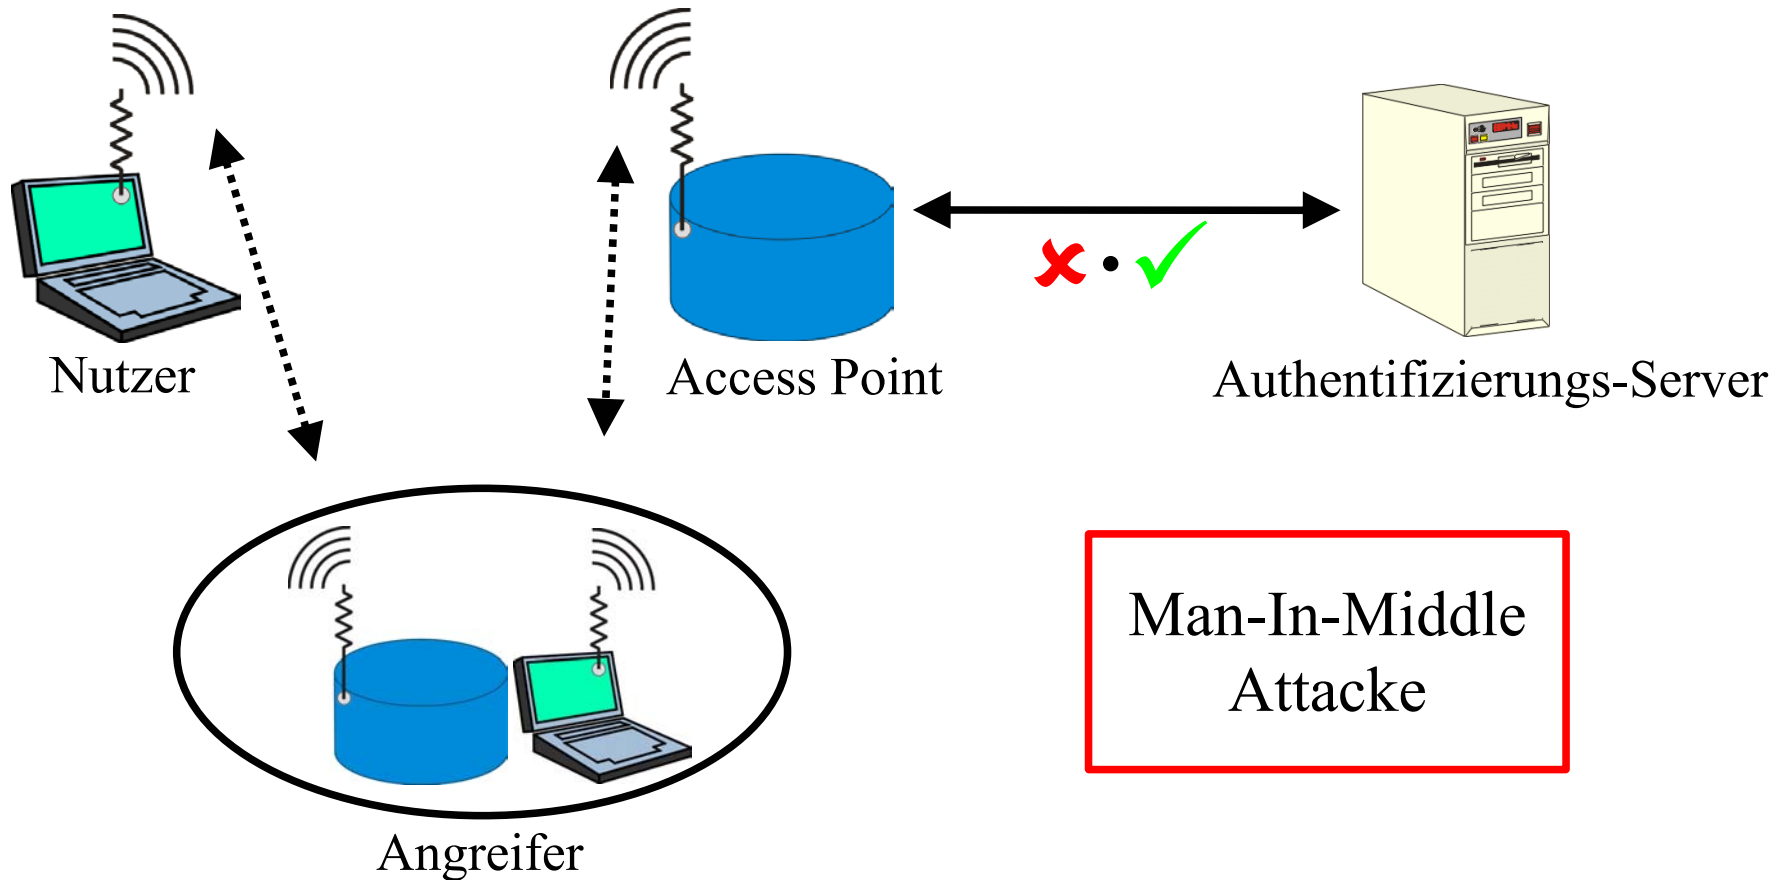 Nutzer
Access Point
Authentifizierungs-Server
Man-In-Middle
Attacke
Angreifer